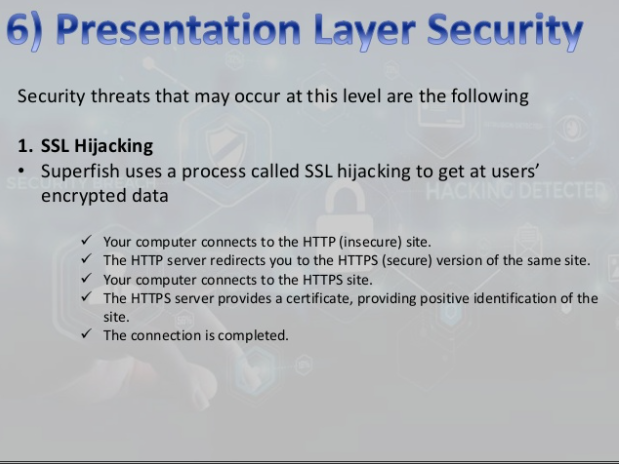 6) Presentation Layer Security
Security threats that may occur at this level are the following
1. SSL Hijacking
• Superfish uses a process called SSL hijacking to get at users’
encrypted data
✓ Your computer connects to the HTTP (insecure) site.
✓ The HTTP server redirects you to the HTTPS (secure) version of the same site.
✓ Your computer connects to the HTTPS site.
✓ The HTTPS server provides a certificate, providing positive identification of the
site.
✓ The connection is completed.
SECURITY BREACH
HACKING DETECTED